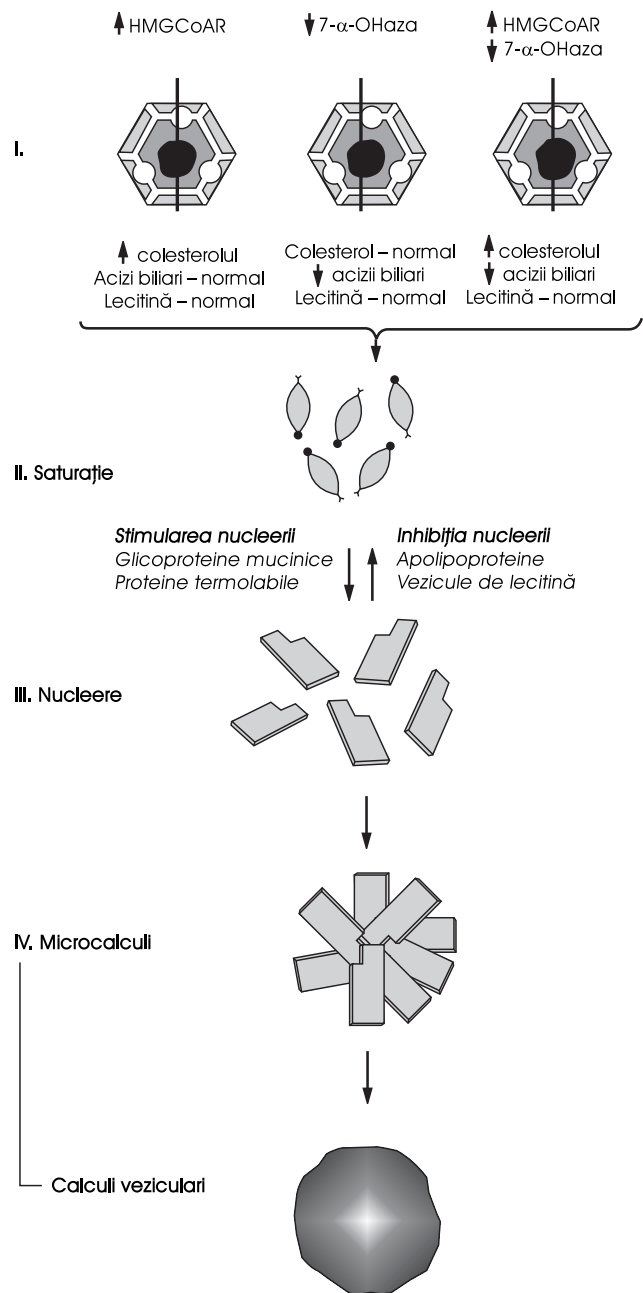 ↑ HMGCoAR
↓ 7-α-OHaza
↑ HMGCoAR
↓ 7-α-OHaza
I.
↑ colesterolul
Acizi biliari – normal
Lecitină – normal
Colesterol – normal
↓ acizii biliari
Lecitină – normal
↑ colesterolul
↓ acizii biliari
Lecitină – normal
II. Saturație
Stimularea nucleerii
Glicoproteine mucinice
Proteine termolabile
Inhibiția nucleerii
Apolipoproteine
Vezicule de lecitină
III. Nucleere
IV. Microcalculi
Calculi veziculari